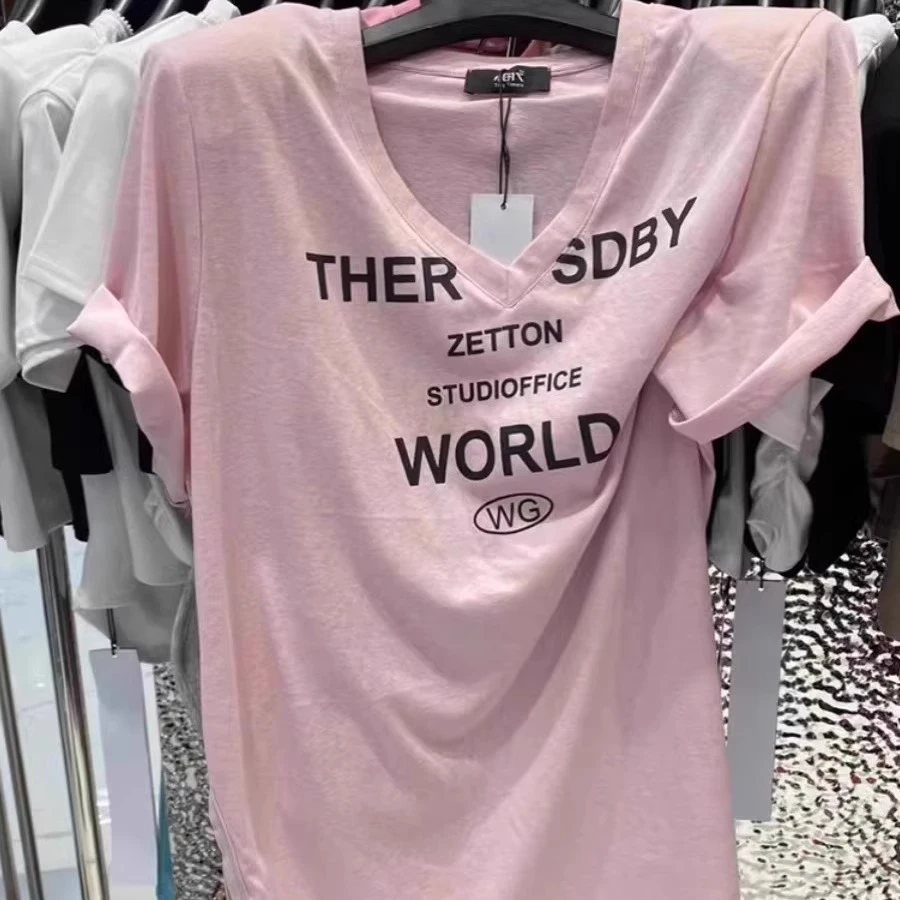 THER SDBY
ZETTON
STUDIOFFICE
WORLD
WG